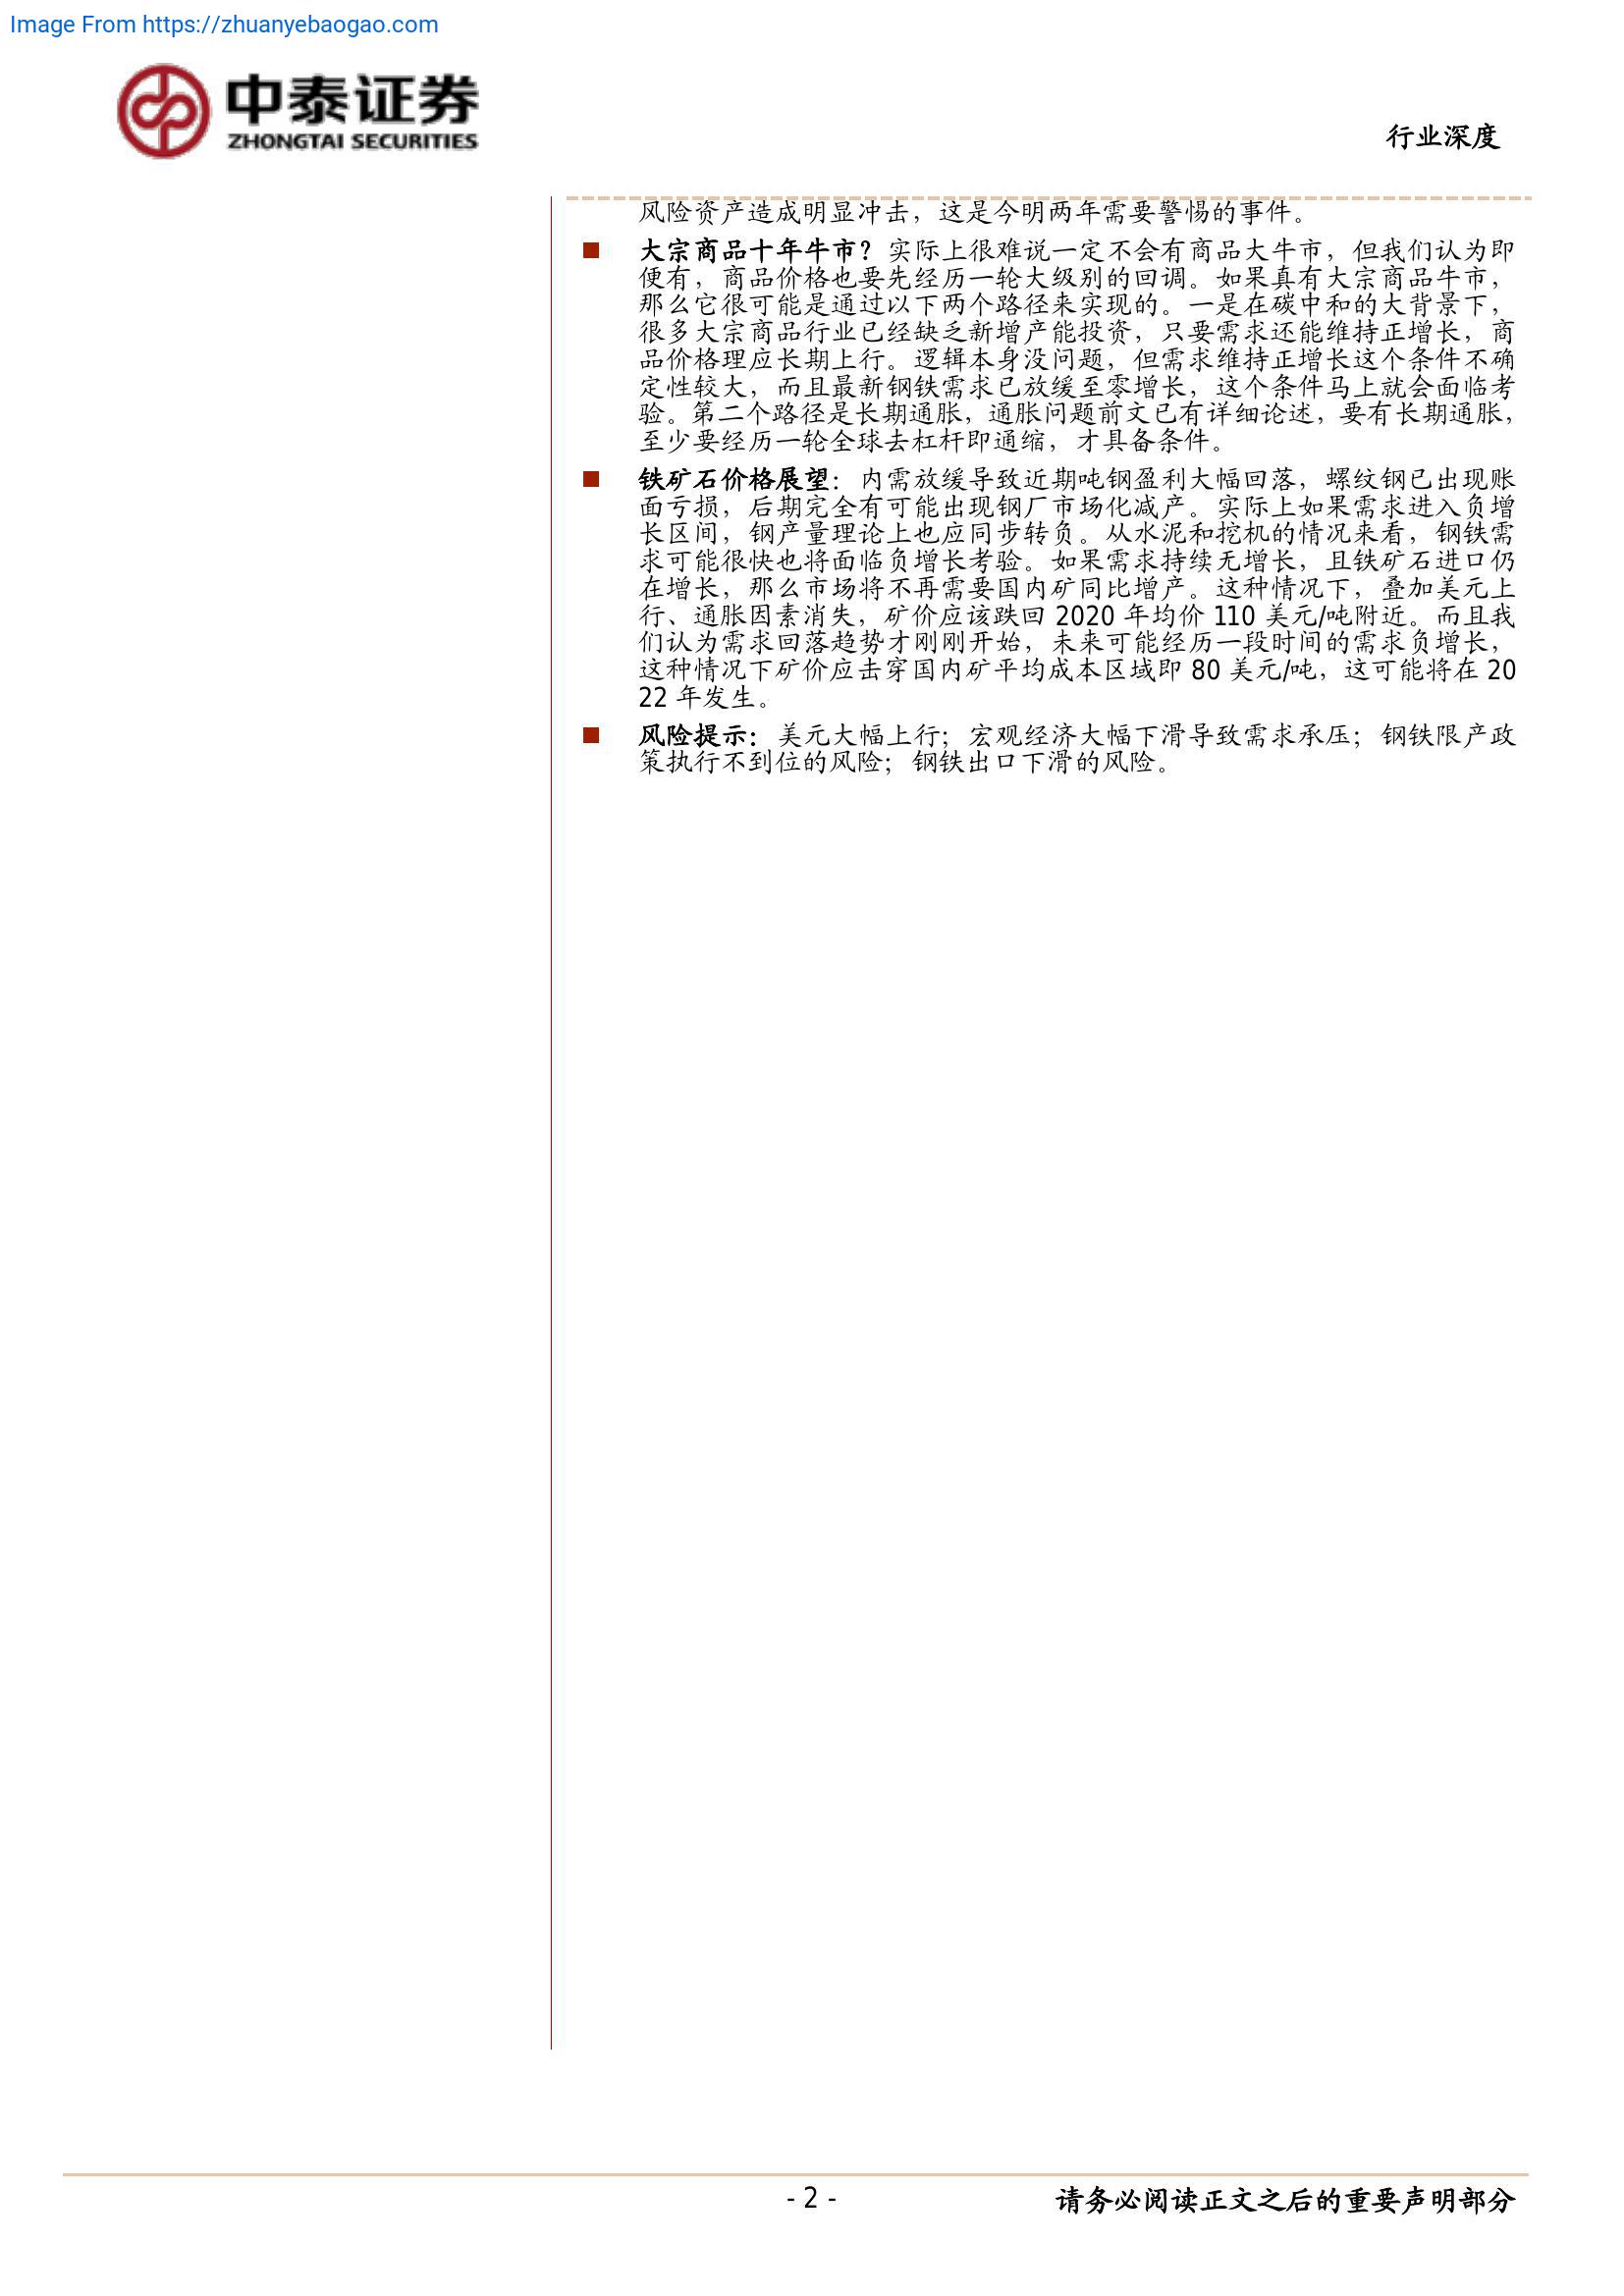 Image From https://zhuanyebaogao.com
中泰证券
ZHONGTAI SECURITIES
行业深度
风险资产造成明显冲击，这是今明两年需要警惕的事件。
■ 大宗商品十年牛市？实际上很难说一定不会有商品大牛市，但我们认为即
便有，商品价格也要先经历一轮大级别的回调。如果真有大宗商品牛市，
那么它很可能是通过以下两个路径来实现的。一是在碳中和的大背景下，
很多大宗商品行业已经缺乏新增产能投资，只要需求还能维持正增长，商
品价格理应长期上行。逻辑本身没问题，但需求维持正增长这个条件不确
定性较大，而且最新钢铁需求已放缓至零增长，这个条件马上就会面临考
验。第二个路径是长期通胀，通胀问题前文已有详细论述，要有长期通胀，
至少要经历一轮全球去杠杆即通缩，才具备条件。
■ 铁矿石价格展望：内需放缓导致近期吨钢盈利大幅回落，螺纹钢已出现账
面亏损，后期完全有可能出现钢厂市场化减产。实际上如果需求进入负增
长区间，钢产量理论上也应同步转负。从水泥和挖机的情况来看，钢铁需
求可能很快也将面临负增长考验。如果需求持续无增长，且铁矿石进口仍
在增长，那么市场将不再需要国内矿同比增产。这种情况下，叠加美元上
行、通胀因素消失，矿价应该跌回 2020 年均价 110 美元/吨附近。而且我
们认为需求回落趋势才刚刚开始，未来可能经历一段时间的需求负增长，
这种情况下矿价应击穿国内矿平均成本区域即 80 美元/吨，这可能将在 20
22 年发生。
■ 风险提示：美元大幅上行；宏观经济大幅下滑导致需求承压；钢铁限产政
策执行不到位的风险；钢铁出口下滑的风险。
- 2 -
请务必阅读正文之后的重要声明部分